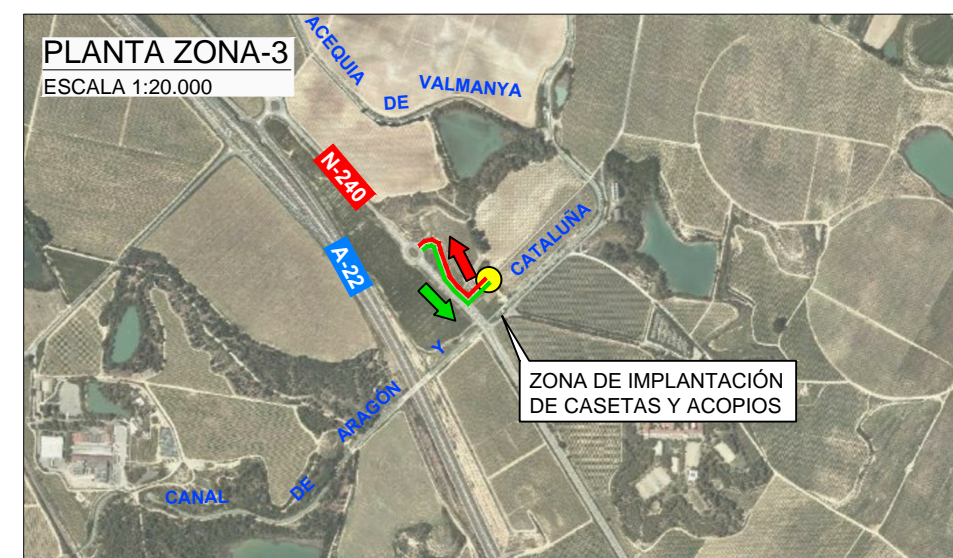 PLANTA ZONA-3
ESCALA 1:20.000
ACEQUIA
DE
VALMANYA
N-240
A-22
CANAL
DE
ARAGÓN
Y
CATALUÑA
ZONA DE IMPLANTACIÓN
DE CASETAS Y ACOPIOS